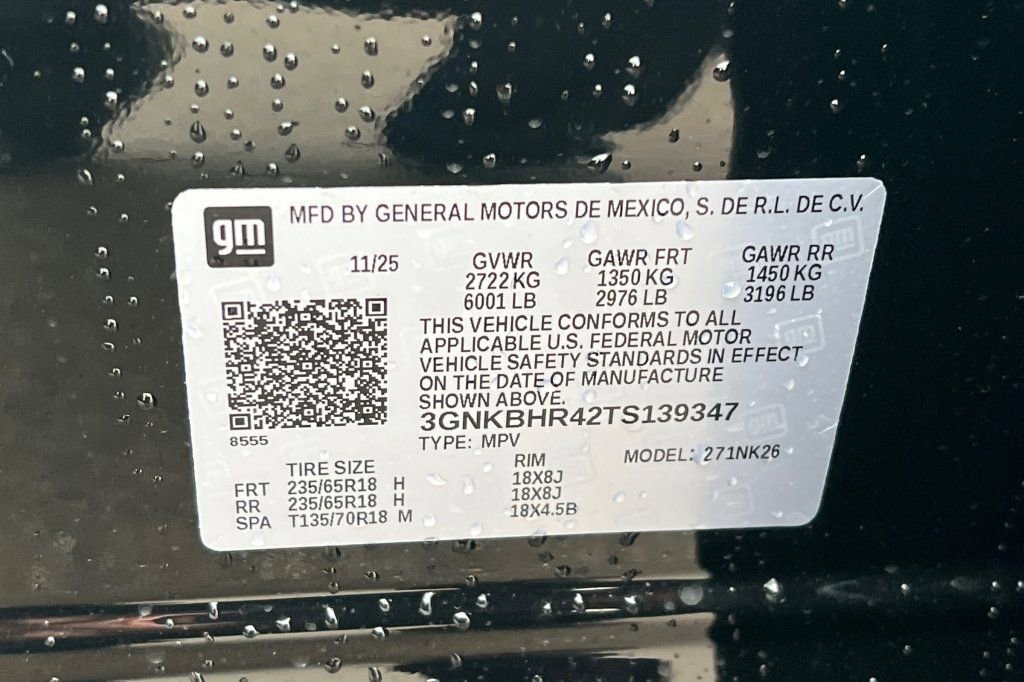 gm
MFD BY GENERAL MOTORS DE MEXICO, S. DE R.L. DE C.V.
11/25
GVWR GAWR FRT GAWR RR
2722 KG 1350 KG 1450 KG
6001 LB 2976 LB 3196 LB
THIS VEHICLE CONFORMS TO ALL
APPLICABLE U.S. FEDERAL MOTOR
VEHICLE SAFETY STANDARDS IN EFFECT
ON THE DATE OF MANUFACTURE
SHOWN ABOVE.
3GNKBHR42TS139347
8555
TYPE: MPV MODEL: 271NK26
TIRE SIZE RIM
FRT 235/65R18 H 18X8J
RR 235/65R18 H 18X8J
SPA T135/70R18 M 18X4.5B